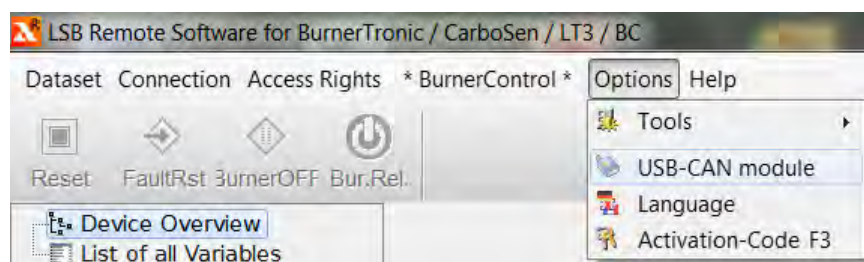 LSB Remote Software for BurnerTronic / CarboSen / LT3 / BC
Dataset Connection Access Rights * BurnerControl * Options Help
Reset FaultRst BurnerOFF Bur.Rel.
Tools
USB-CAN module
Language
Activation-Code F3
Device Overview
List of all Variables